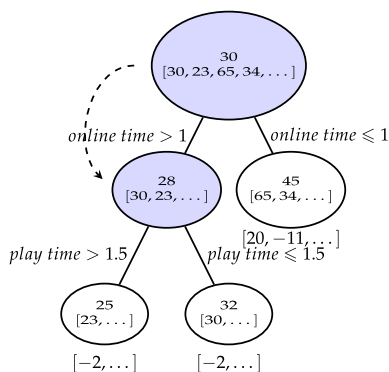 30
[30, 23, 65, 34, . . . ]
online time > 1
online time ⩽ 1
28
[30, 23, . . . ]
45
[65, 34, . . . ]
[20, −11, . . . ]
play time > 1.5
play time ⩽ 1.5
25
[23, . . . ]
32
[30, . . . ]
[−2, . . . ]
[−2, . . . ]